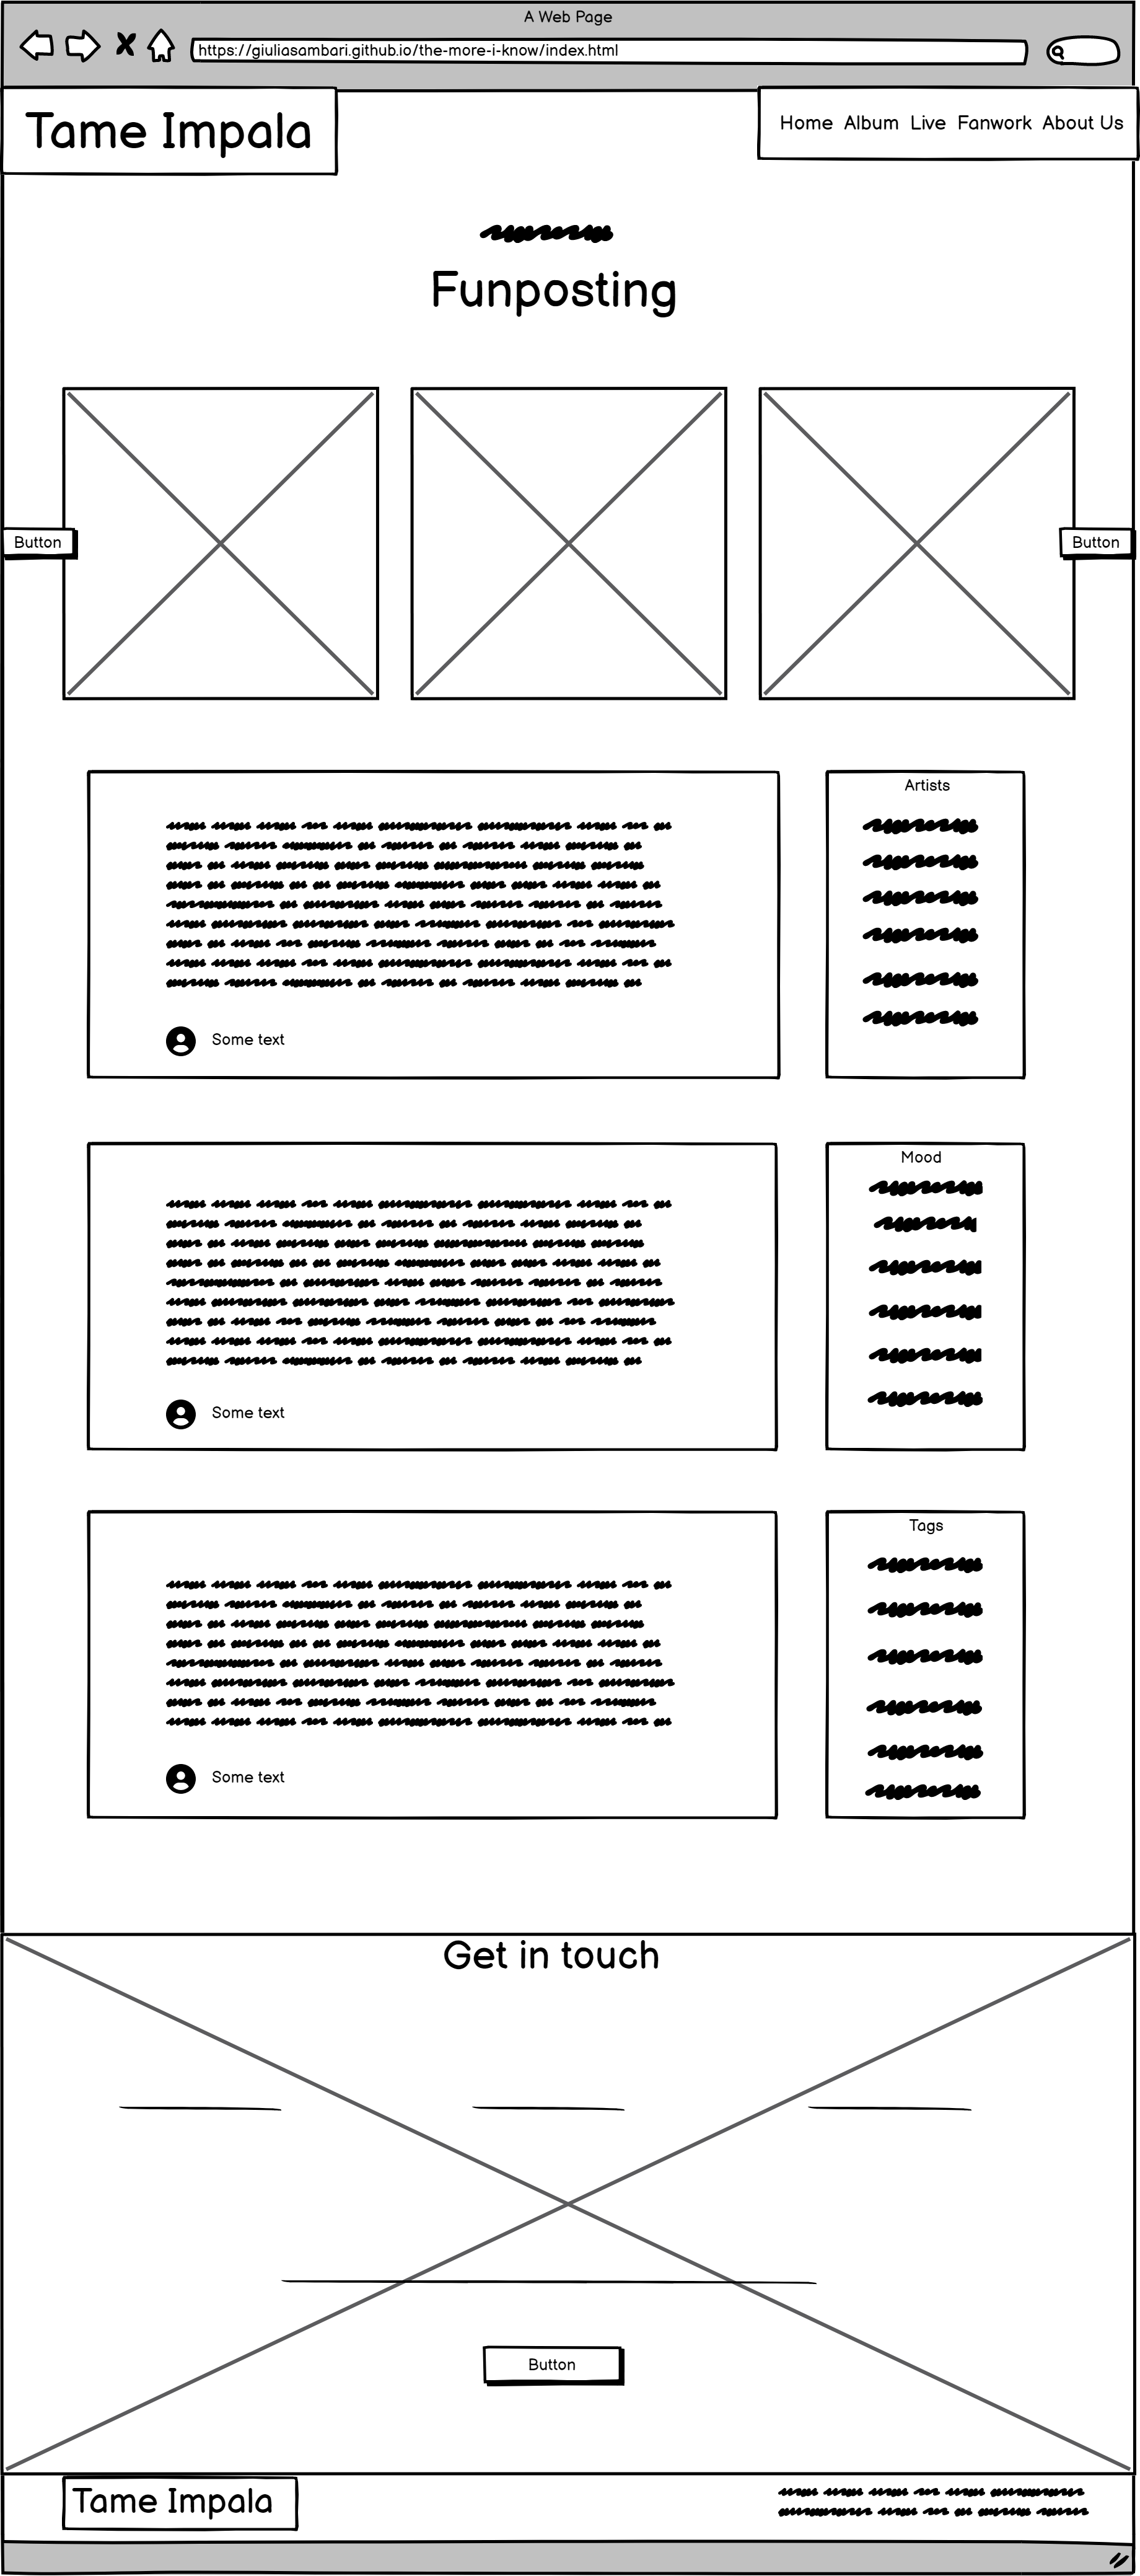 A Web Page
https://giuliasambari.github.io/the-more-i-know/index.html
Tame Impala
Home Album Live Fanwork About Us
Funposting
Button
Button
Artists
Some text
Mood
Some text
Tags
Some text
Get in touch
Button
Tame Impala